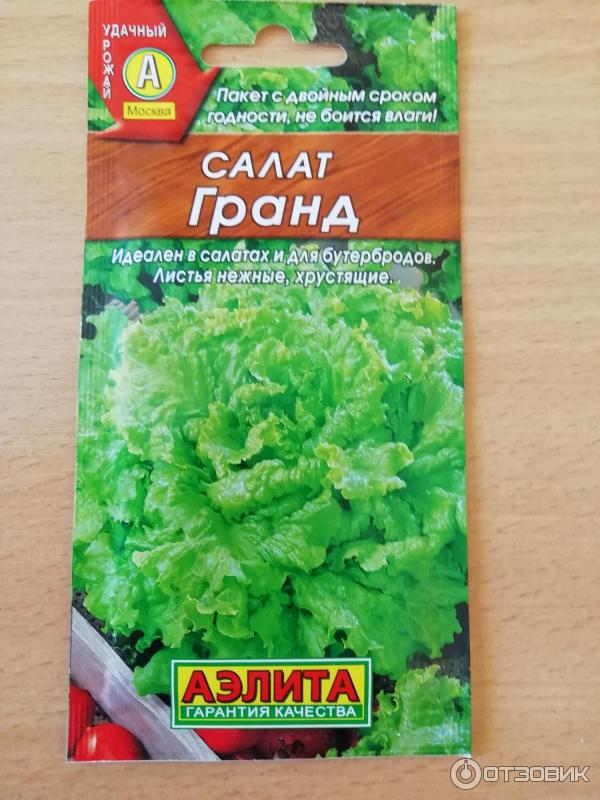 УДАЧНЫЙ
УРОЖАЙ
А
Москва
Пакет с двойным сроком
годности, не боится влаги!
САЛАТ
Гранд
Идеален в салатах и для бутербродов.
Листья нежные, хрустящие.
АЭЛИТА
ГАРАНТИЯ КАЧЕСТВА
ОТЗОВИК